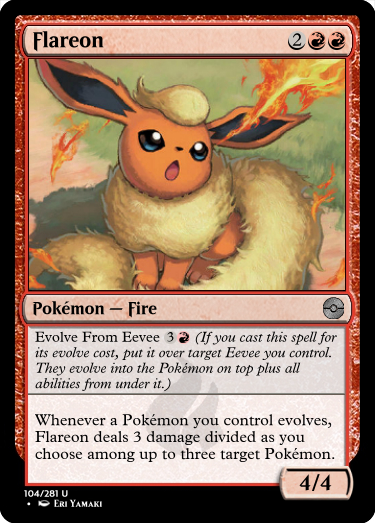 Flareon 2
Pokémon — Fire
Evolve From Eevee 3 (If you cast this spell for
its evolve cost, put it over target Eevee you control.
They evolve into the Pokémon on top plus all
abilities from under it.)
Whenever a Pokémon you control evolves,
Flareon deals 3 damage divided as you
choose among up to three target Pokémon.
4/4
104/281 U
• Eri Yamaki